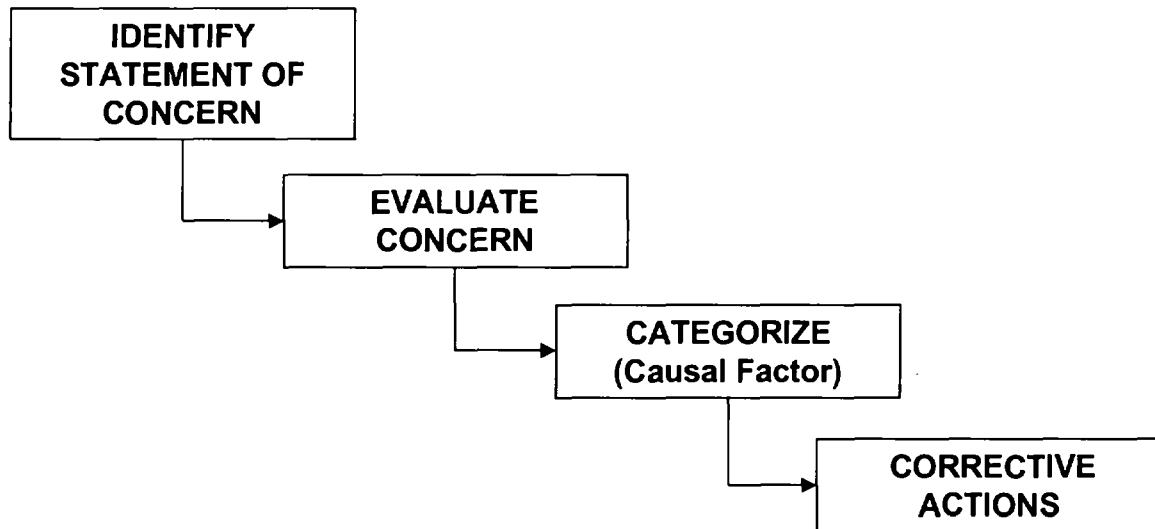 IDENTIFY
STATEMENT OF
CONCERN
EVALUATE
CONCERN
CATEGORIZE
(Causal Factor)
CORRECTIVE
ACTIONS